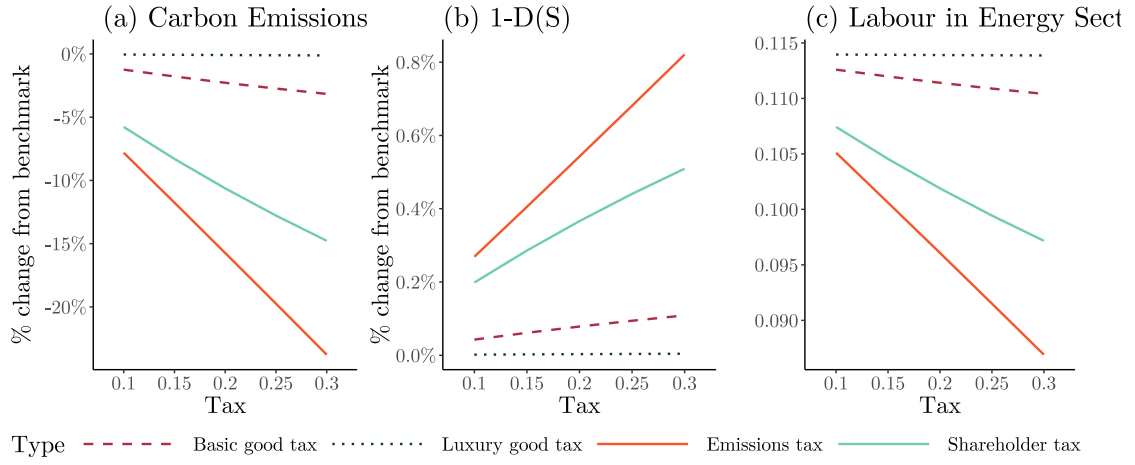 (a) Carbon Emissions
(b) 1-D(S)
(c) Labour in Energy Sect
% change from benchmark
0%
-5%
-10%
-15%
-20%
0.1 0.15 0.2 0.25 0.3
Tax
% change from benchmark
0.8%
0.6%
0.4%
0.2%
0.0%
0.1 0.15 0.2 0.25 0.3
Tax
0.115
0.110
0.105
0.100
0.095
0.090
0.1 0.15 0.2 0.25 0.3
Tax
Type Basic good tax Luxury good tax Emissions tax Shareholder tax